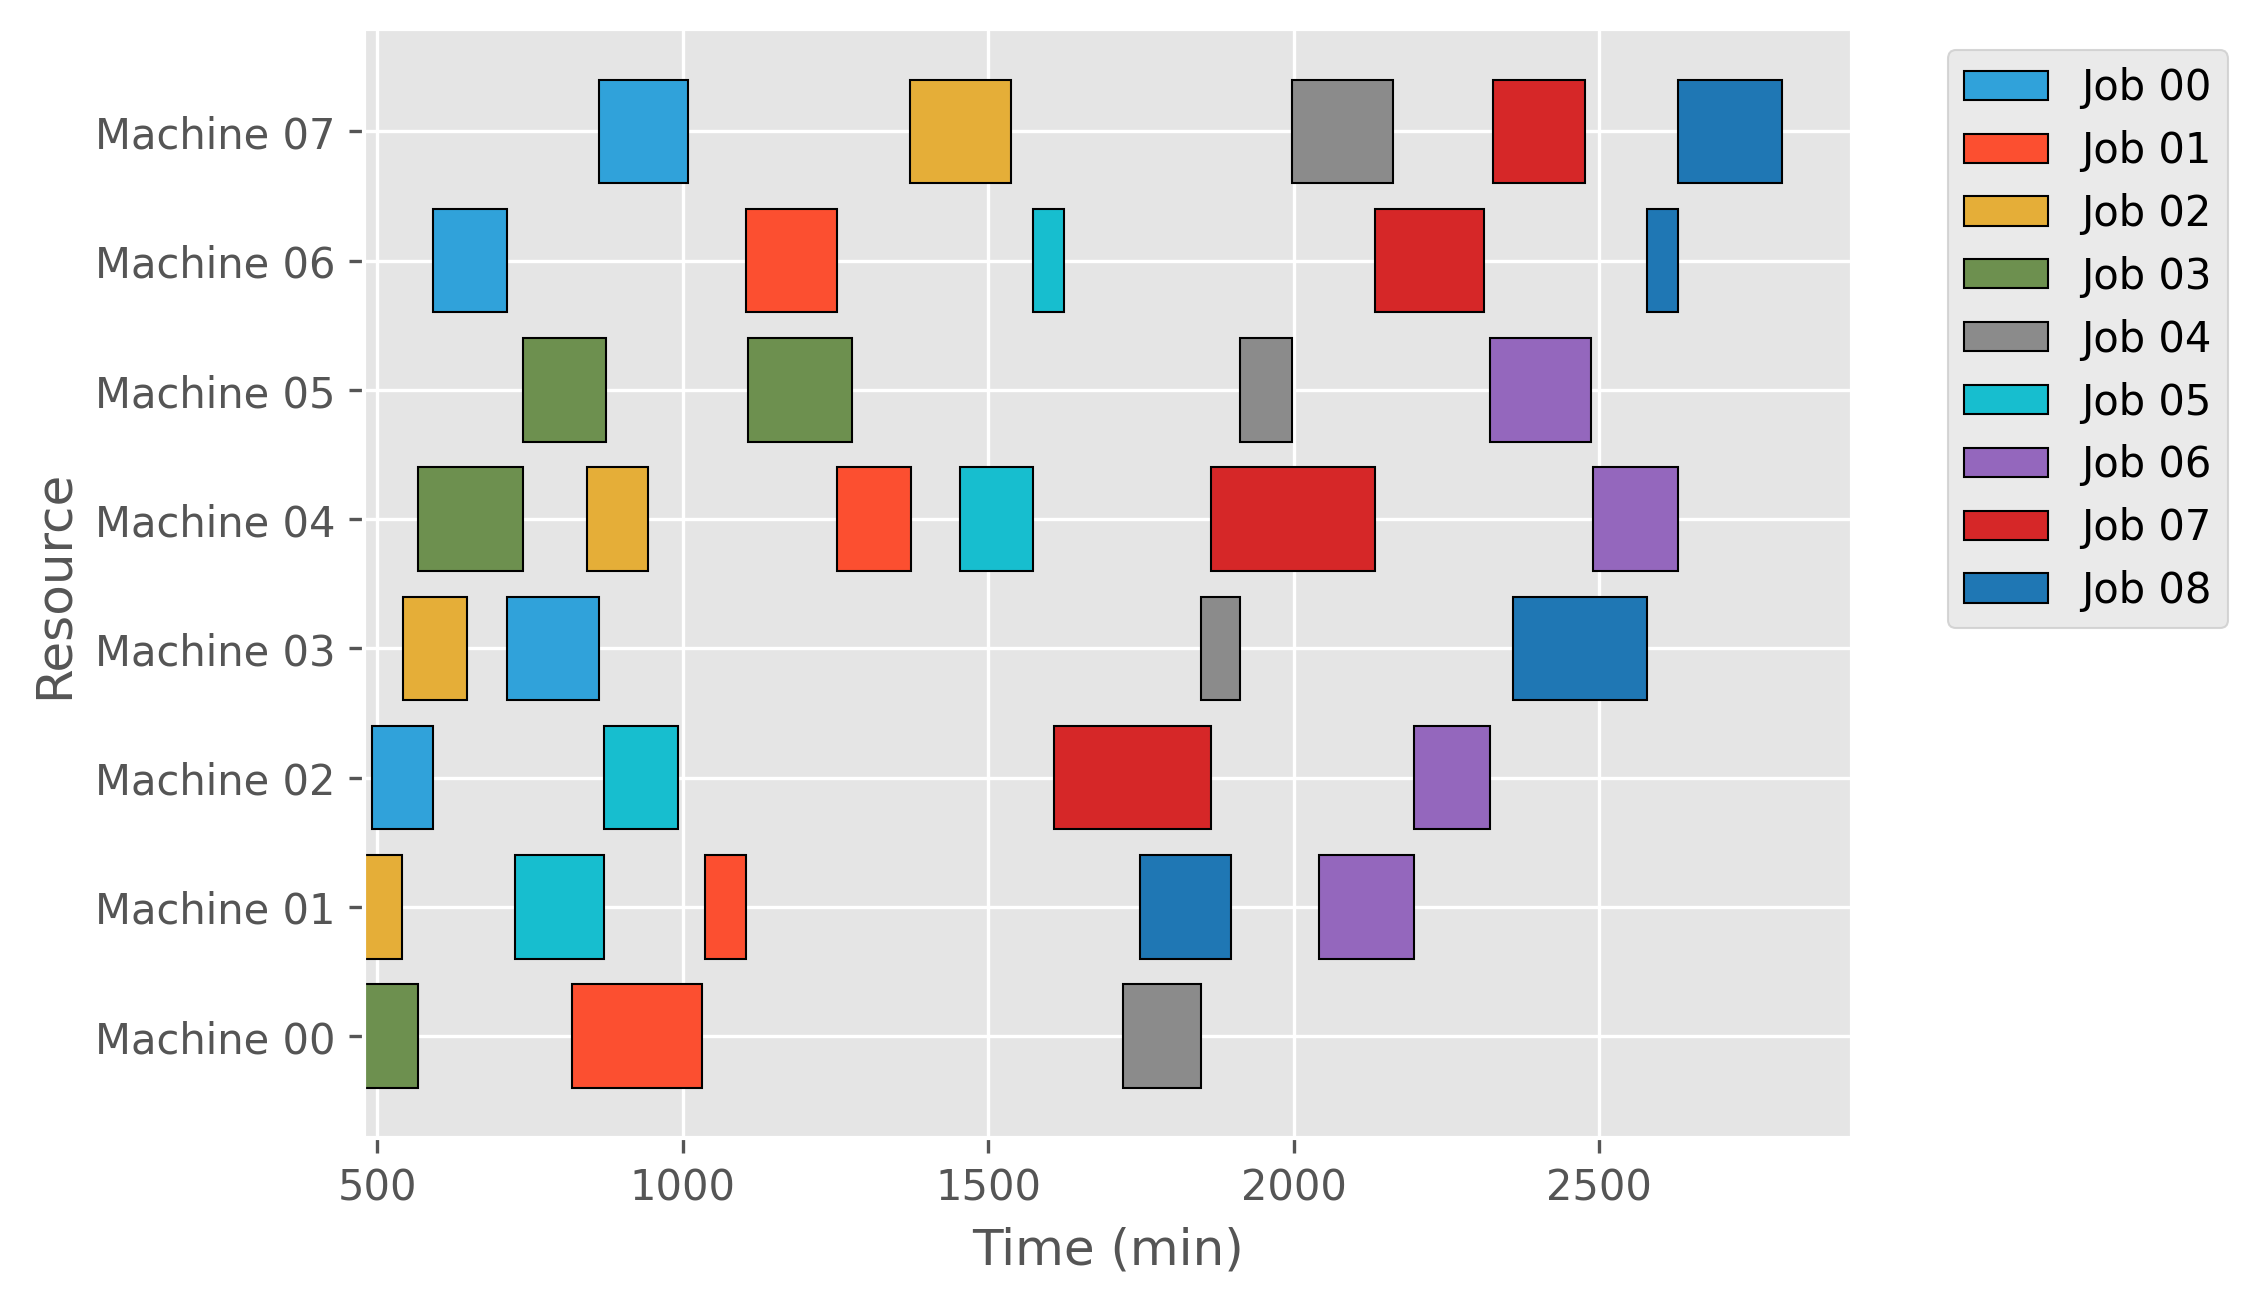 Machine 07
Machine 06
Machine 05
Machine 04
Machine 03
Machine 02
Machine 01
Machine 00
Resource
500 1000 1500 2000 2500
Time (min)
Job 00
Job 01
Job 02
Job 03
Job 04
Job 05
Job 06
Job 07
Job 08